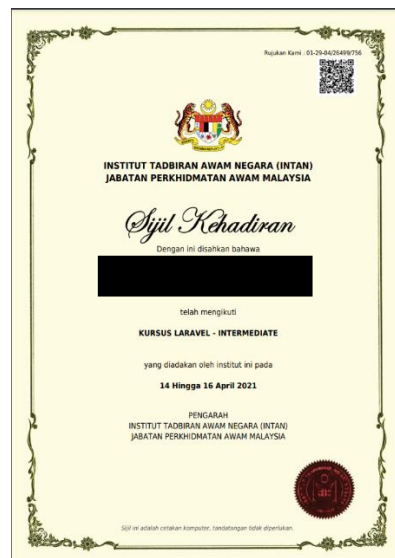 Rujukan Kami : 03-29-04/26499/756
INSTITUT TADBIRAN AWAM NEGARA (INTAN)
JABATAN PERKHIDMATAN AWAM MALAYSIA
Sijil Kehadiran
Dengan ini disahkan bahawa
telah mengikuti
KURSUS LARAVEL - INTERMEDIATE
yang diadakan oleh institut ini pada
14 Hingga 16 April 2021
PENGARAH
INSTITUT TADBIRAN AWAM NEGARA (INTAN)
JABATAN PERKHIDMATAN AWAM MALAYSIA
Sijil ini adalah cetakan komputer, tandatangan tidak diperlukan.